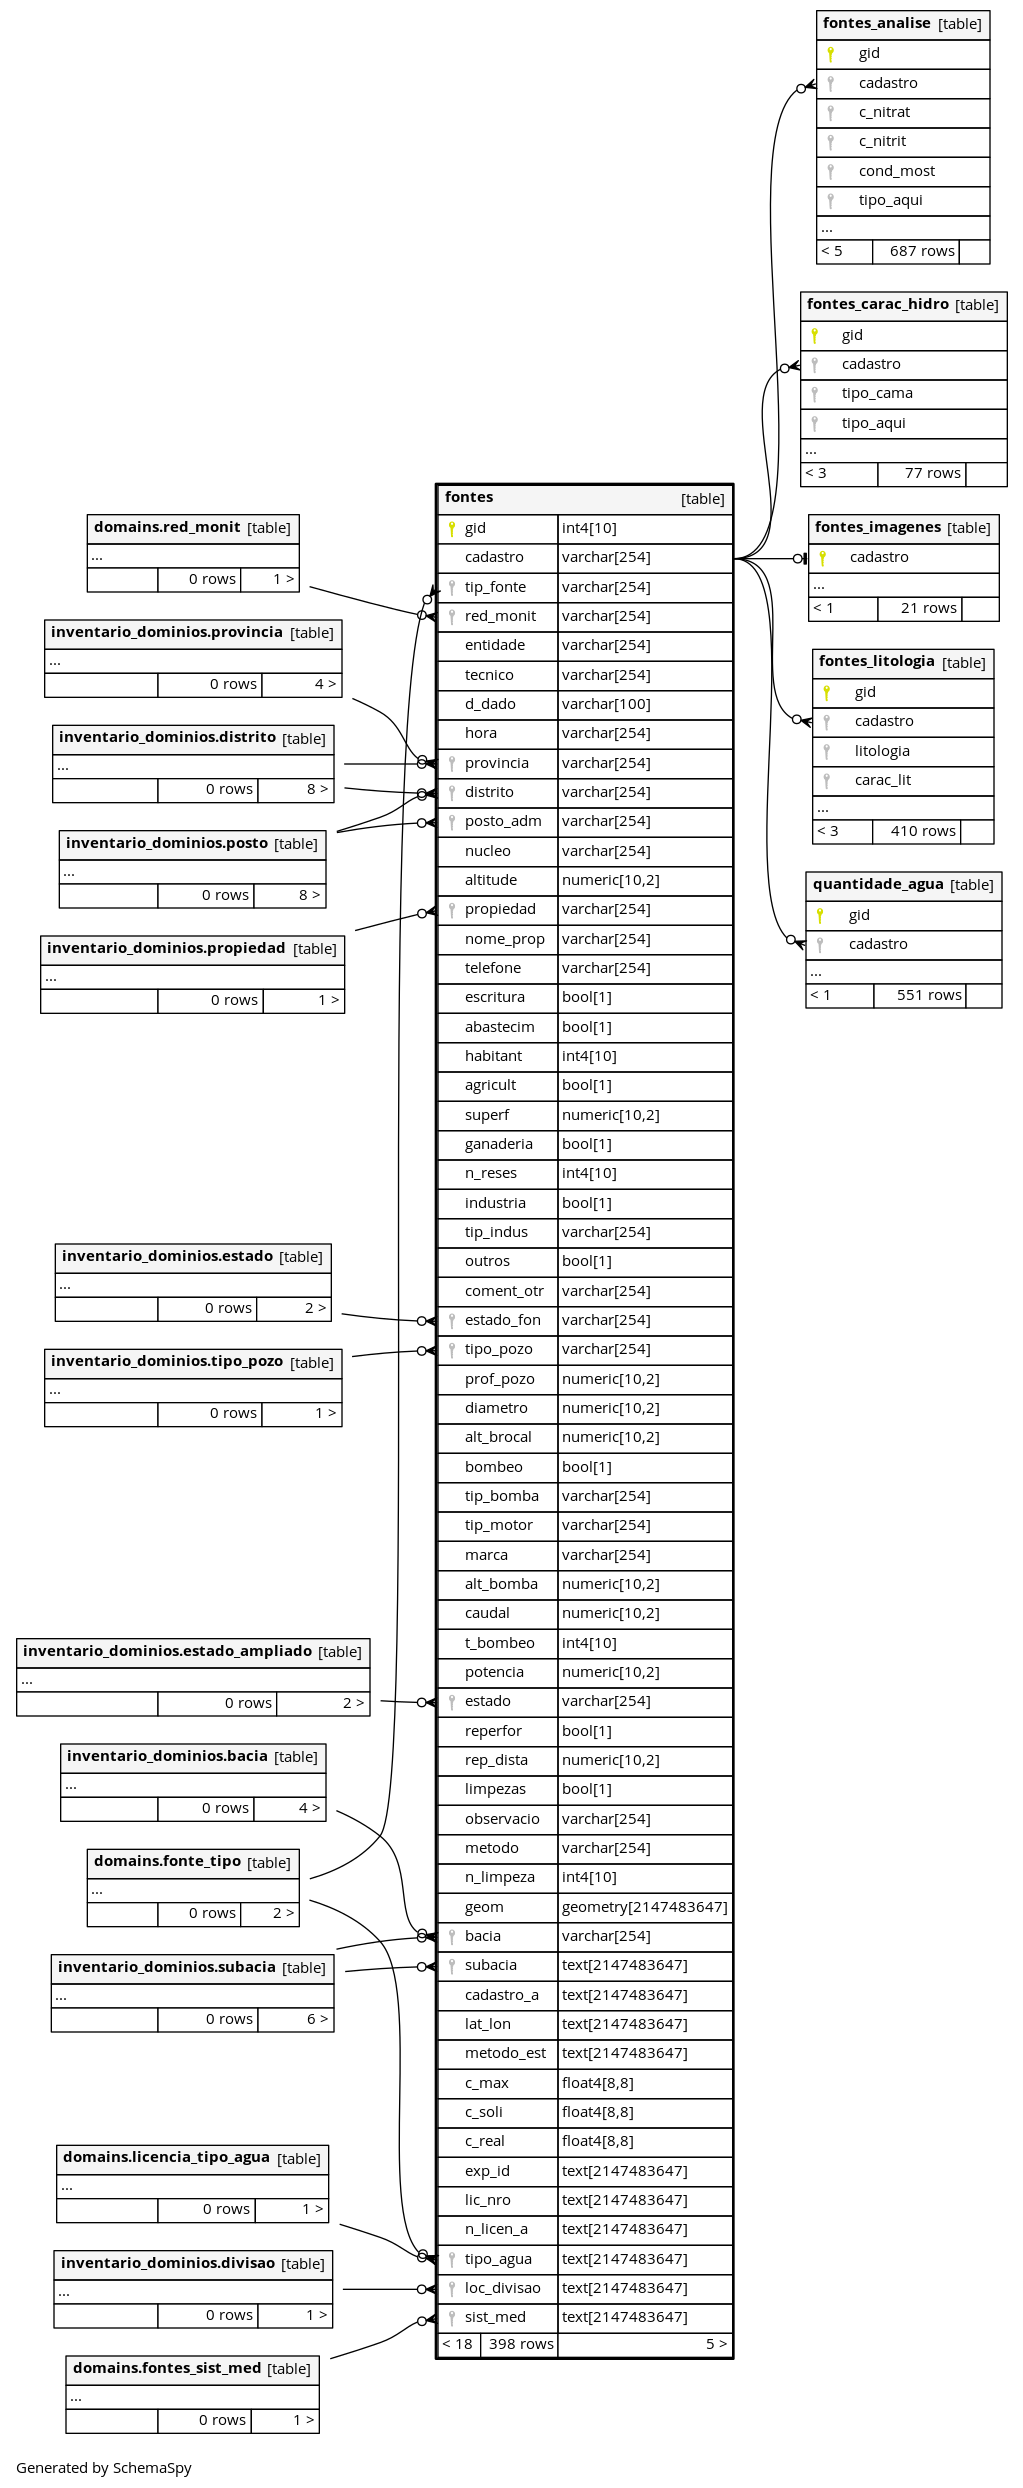 fontes_analise [table]
gid
cadastro
c_nitrat
c_nitrit
cond_most
tipo_aqui
...
< 5 687 rows
fontes_carac_hidro [table]
gid
cadastro
tipo_cama
tipo_aqui
...
< 3 77 rows
fontes_imagenes [table]
cadastro
...
< 1 21 rows
fontes_litologia [table]
gid
cadastro
litologia
carac_lit
...
< 3 410 rows
quantidade_agua [table]
gid
cadastro
...
< 1 551 rows
fontes [table]
gid int4[10]
cadastro varchar[254]
tip_fonte varchar[254]
red_monit varchar[254]
entidade varchar[254]
tecnico varchar[254]
d_dado varchar[100]
hora varchar[254]
provincia varchar[254]
distrito varchar[254]
posto_adm varchar[254]
nucleo varchar[254]
altitude numeric[10,2]
propiedad varchar[254]
nome_prop varchar[254]
telefone varchar[254]
escritura bool[1]
abastecim bool[1]
habitant int4[10]
agricult bool[1]
superf numeric[10,2]
ganaderia bool[1]
n_reses int4[10]
industria bool[1]
tip_indus varchar[254]
outros bool[1]
coment_otr varchar[254]
estado_fon varchar[254]
tipo_pozo varchar[254]
prof_pozo numeric[10,2]
diametro numeric[10,2]
alt_brocal numeric[10,2]
bombeo bool[1]
tip_bomba varchar[254]
tip_motor varchar[254]
marca varchar[254]
alt_bomba numeric[10,2]
caudal numeric[10,2]
t_bombeo int4[10]
potencia numeric[10,2]
estado varchar[254]
reperfor bool[1]
rep_dista numeric[10,2]
limpezas bool[1]
observacio varchar[254]
metodo varchar[254]
n_limpeza int4[10]
geom geometry[2147483647]
bacia varchar[254]
subacia text[2147483647]
cadastro_a text[2147483647]
lat_lon text[2147483647]
metodo_est text[2147483647]
c_max float4[8,8]
c_soli float4[8,8]
c_real float4[8,8]
exp_id text[2147483647]
lic_nro text[2147483647]
n_licen_a text[2147483647]
tipo_agua text[2147483647]
loc_divisao text[2147483647]
sist_med text[2147483647]
< 18 398 rows 5 >
domains.red_monit [table]
...
0 rows 1 >
inventario_dominios.provincia [table]
...
0 rows 4 >
inventario_dominios.distrito [table]
...
0 rows 8 >
inventario_dominios.posto [table]
...
0 rows 8 >
inventario_dominios.propiedad [table]
...
0 rows 1 >
inventario_dominios.estado [table]
...
0 rows 2 >
inventario_dominios.tipo_pozo [table]
...
0 rows 1 >
inventario_dominios.estado_ampliado [table]
...
0 rows 2 >
inventario_dominios.bacia [table]
...
0 rows 4 >
domains.fonte_tipo [table]
...
0 rows 2 >
inventario_dominios.subacia [table]
...
0 rows 6 >
domains.licencia_tipo_agua [table]
...
0 rows 1 >
inventario_dominios.divisao [table]
...
0 rows 1 >
domains.fontes_sist_med [table]
...
0 rows 1 >
Generated by SchemaSpy